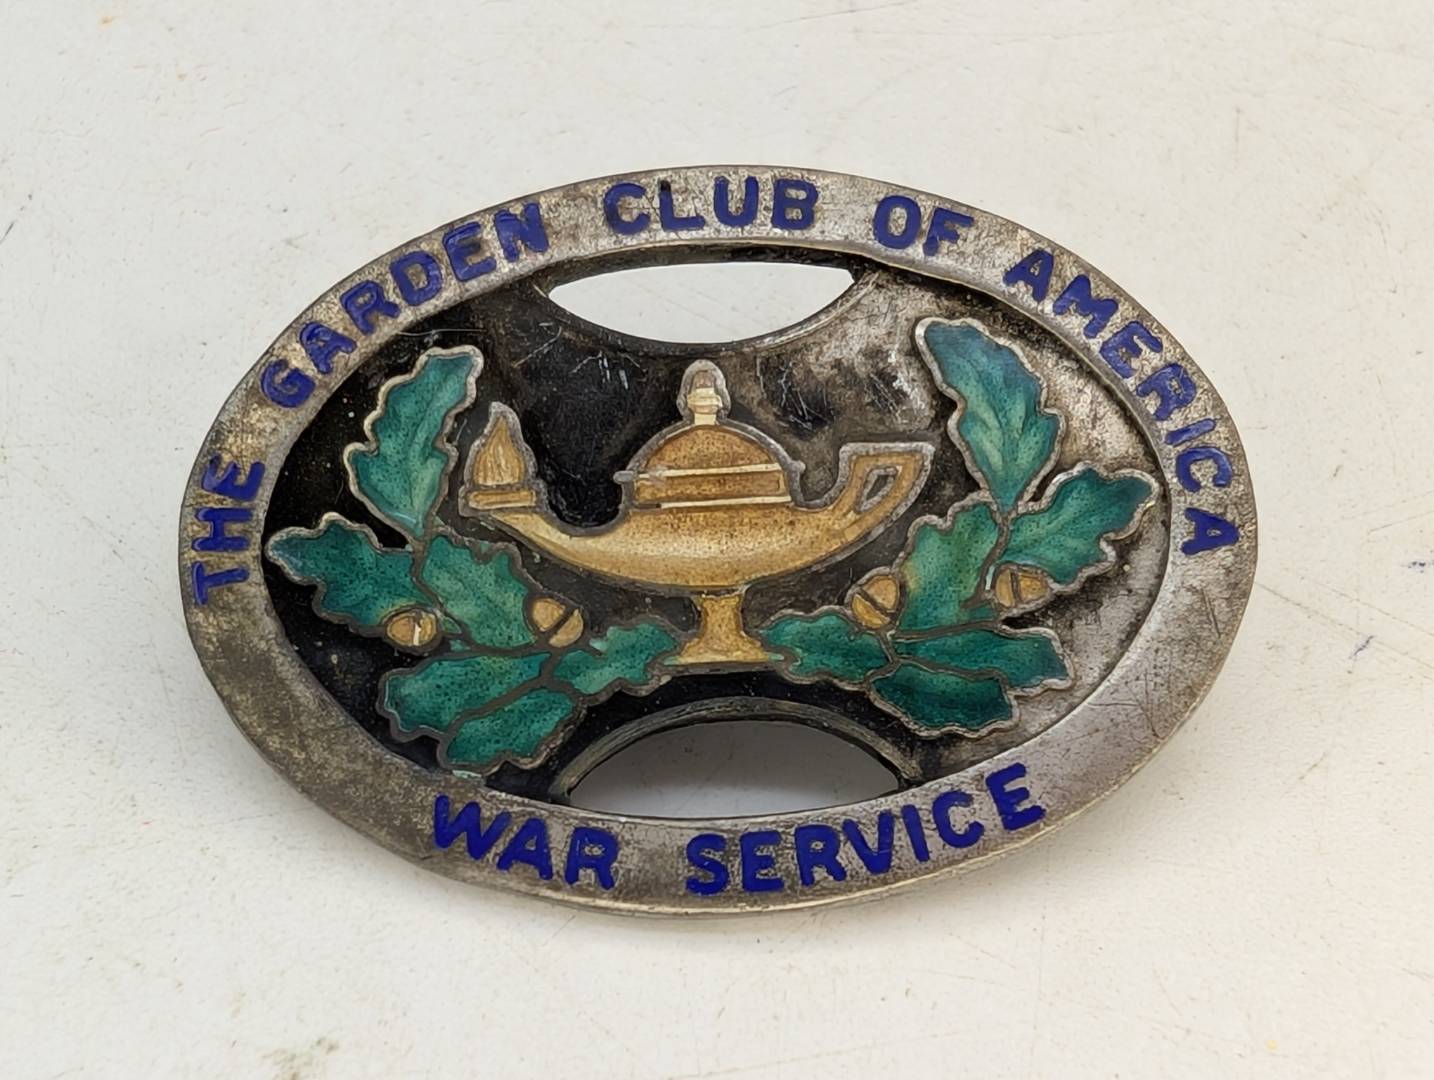 THE GARDEN CLUB OF AMERICA
WAR SERVICE